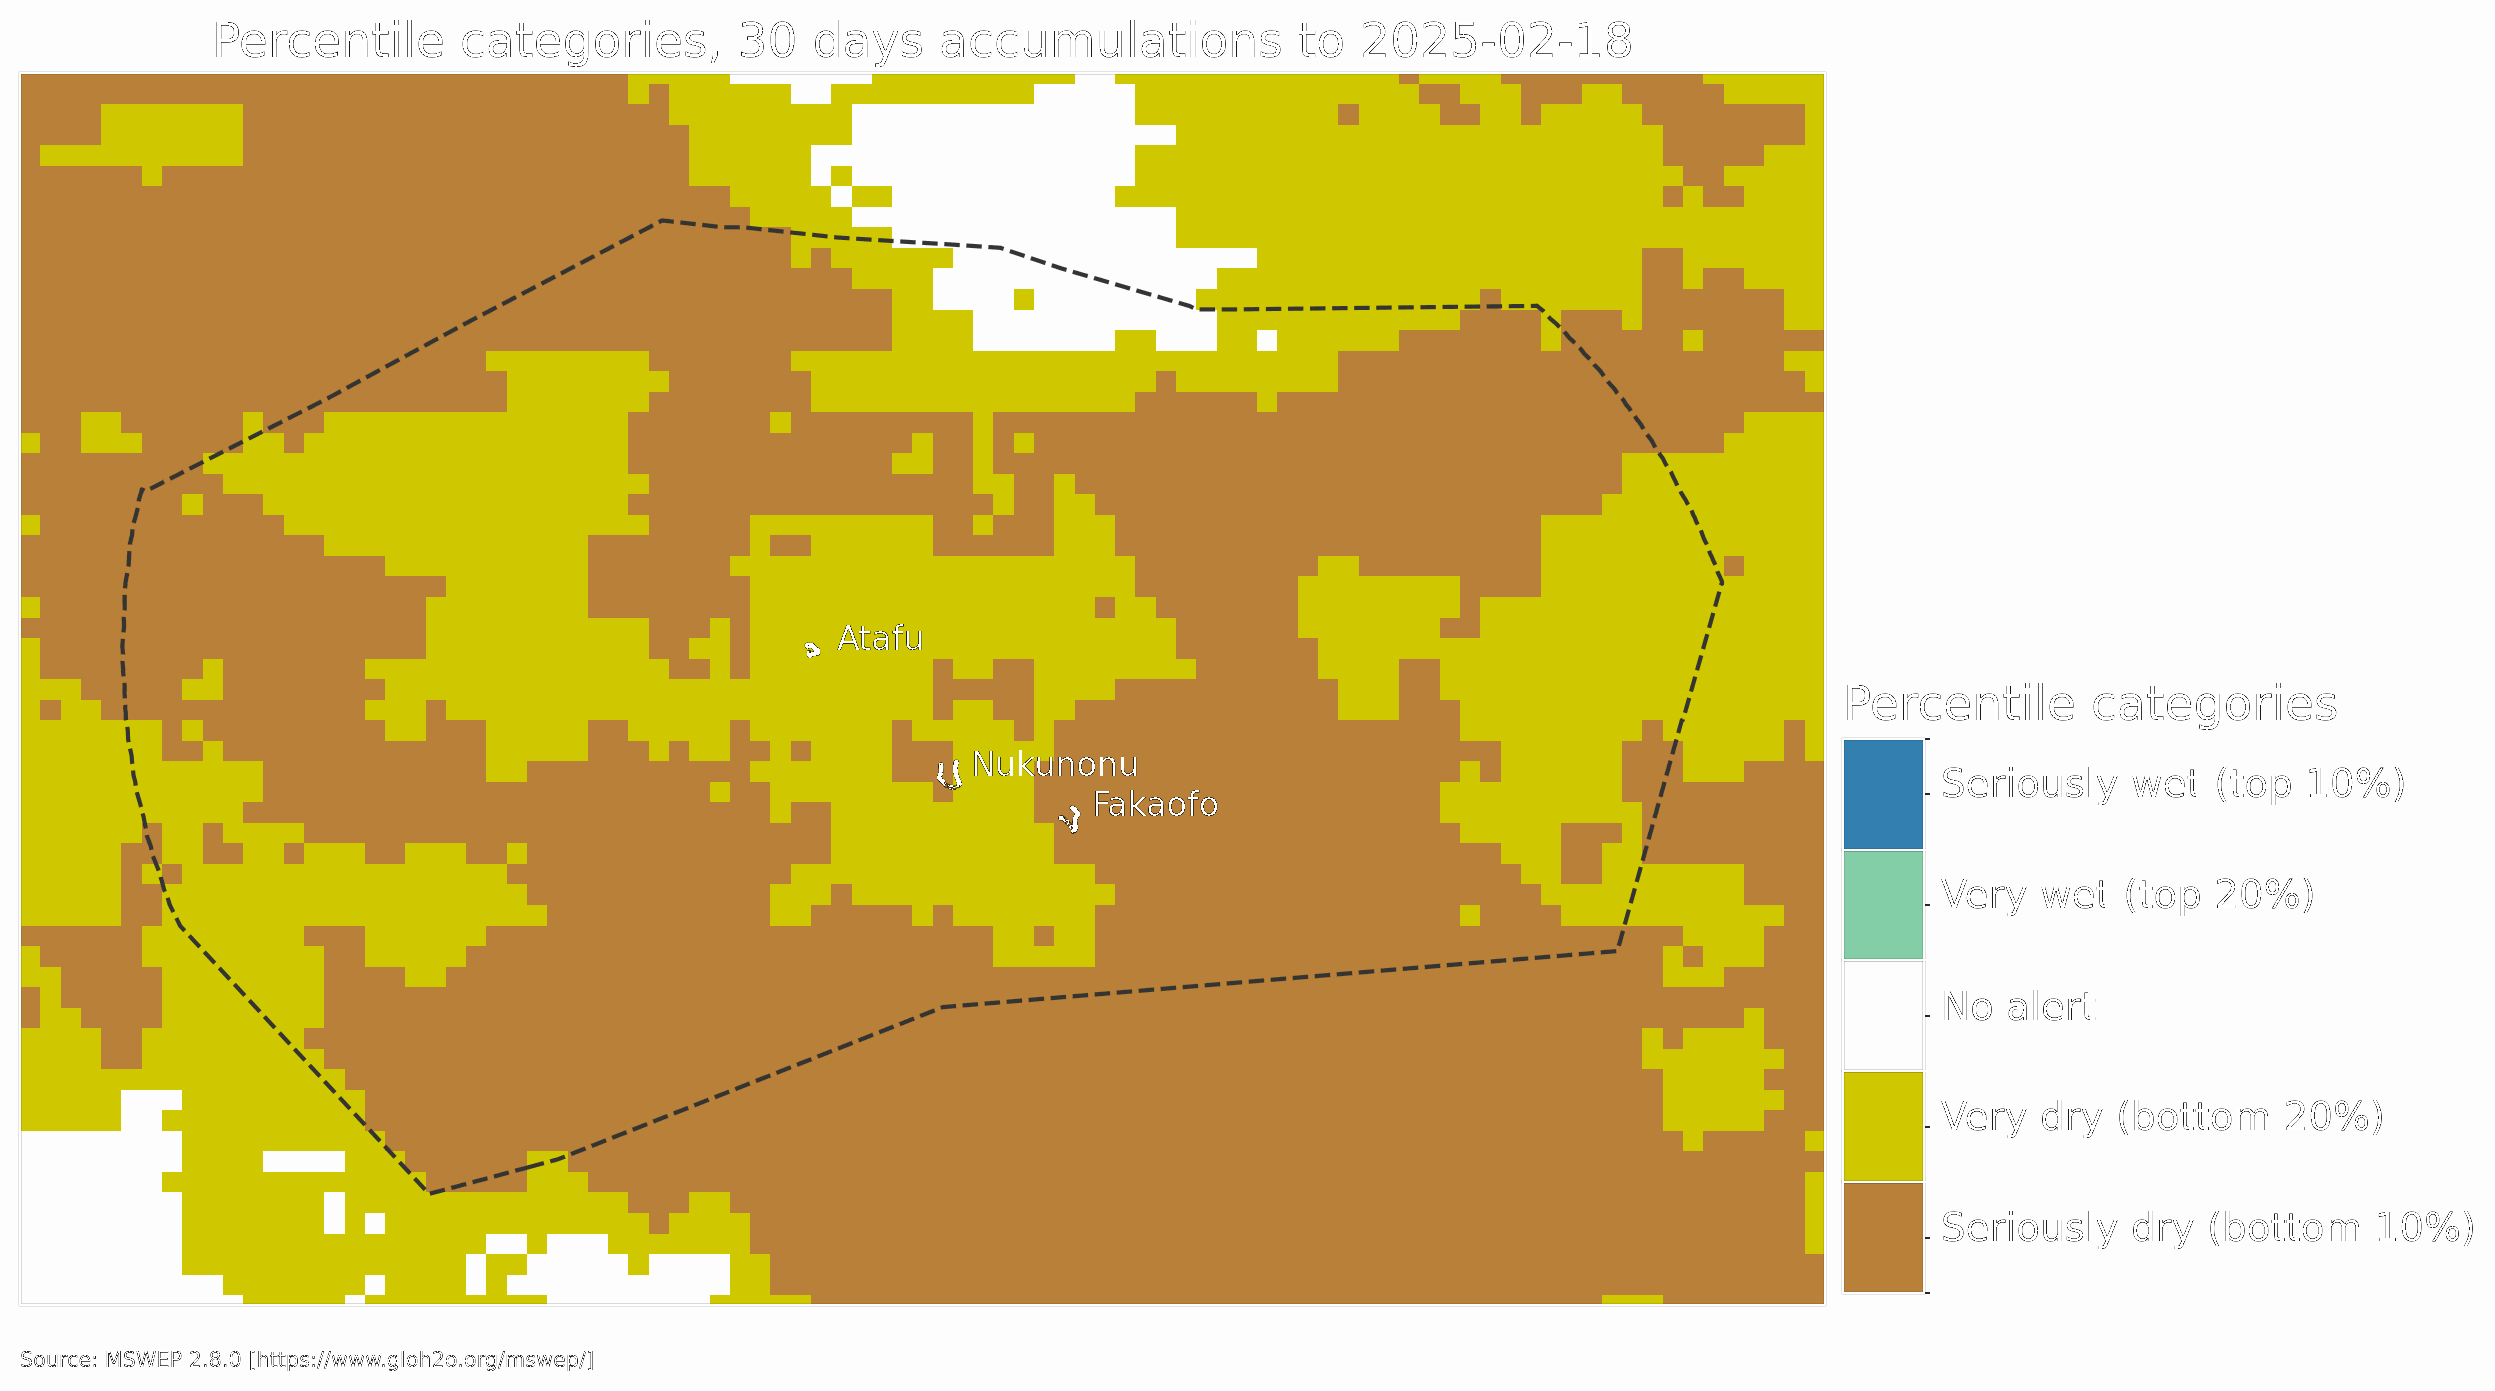 Percentile categories, 30 days accumulations to 2025-02-18
Atafu
Nukunonu
Fakaofo
Percentile categories
Seriously wet (top 10%)
Very wet (top 20%)
No alert
Very dry (bottom 20%)
Seriously dry (bottom 10%)
Source: MSWEP 2.8.0 [https://www.gloh2o.org/mswep/]